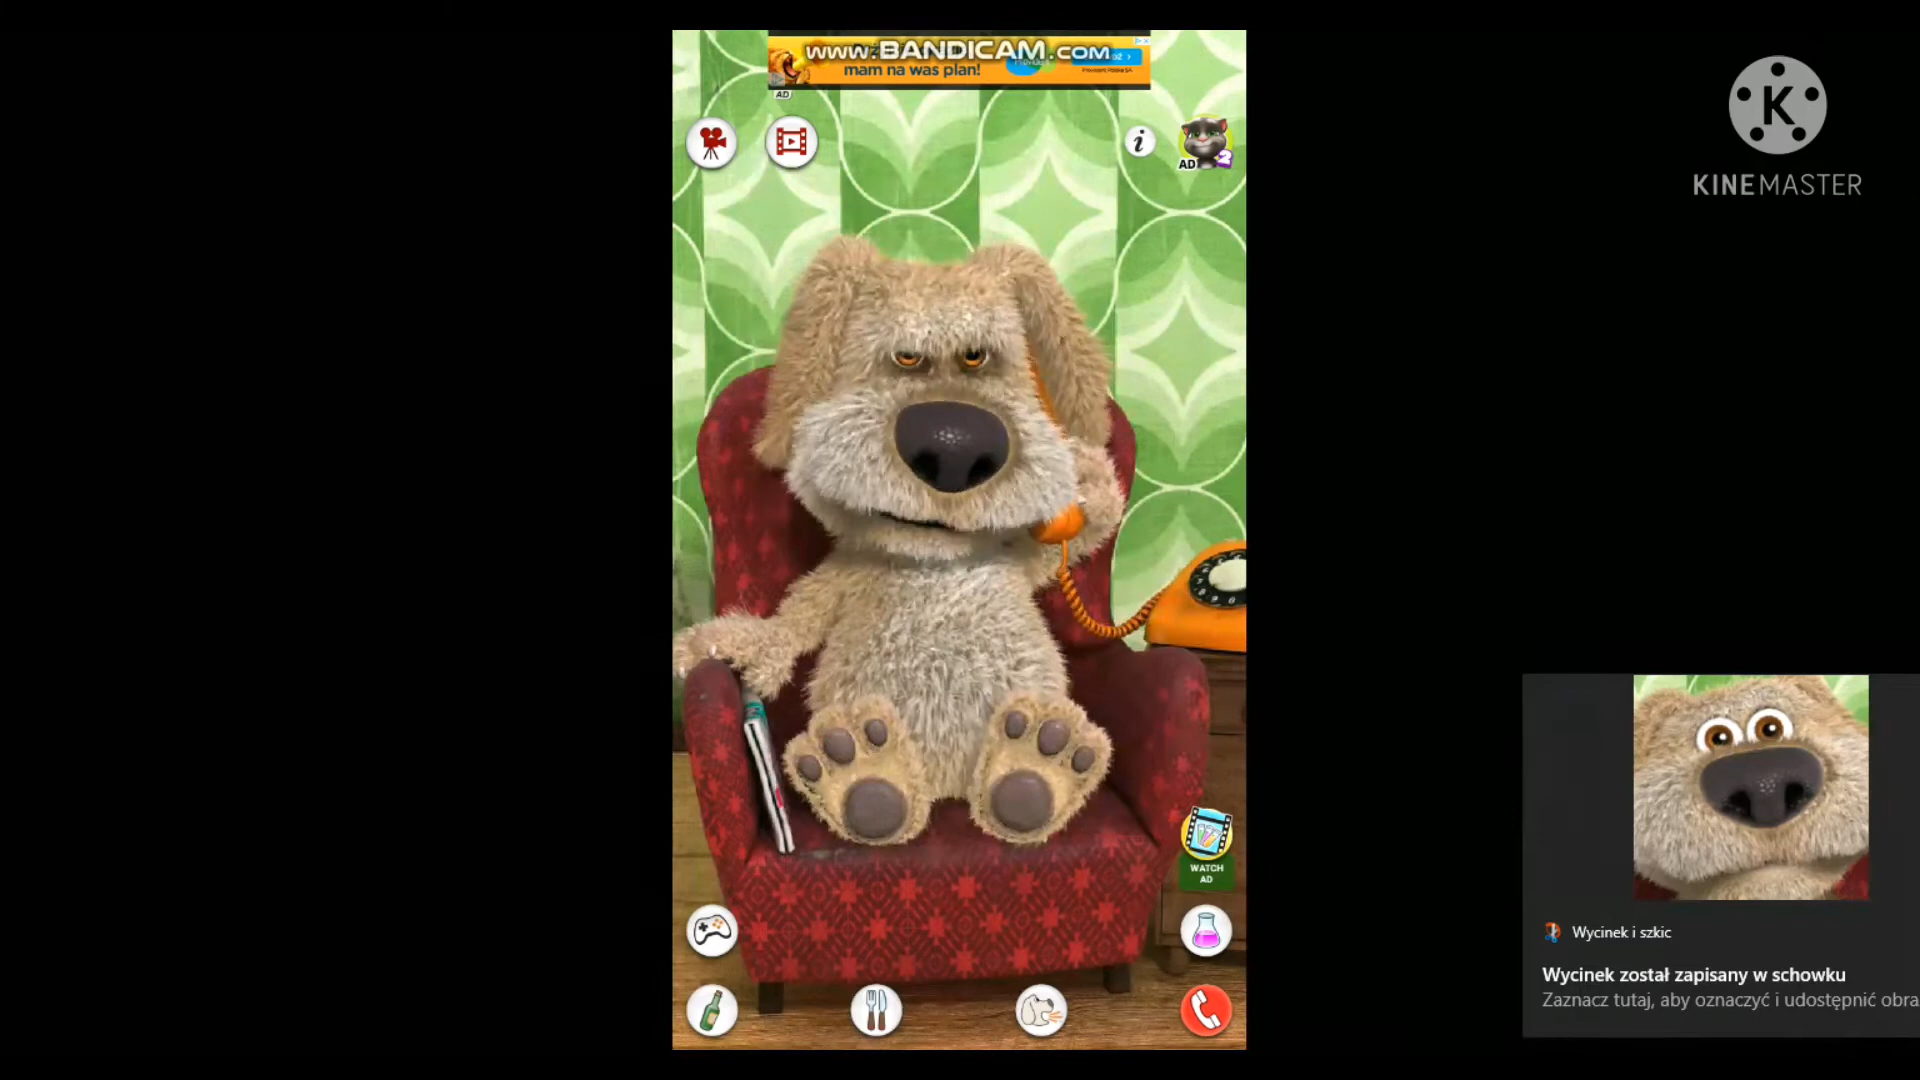 www.BANDICAM.com
mam na was plan!
AD
i
AD
2
K
KINEMASTER
WATCH
AD
Wycinek i szkic
Wycinek został zapisany w schowku
Zaznacz tutaj, aby oznaczyć i udostępnić obra